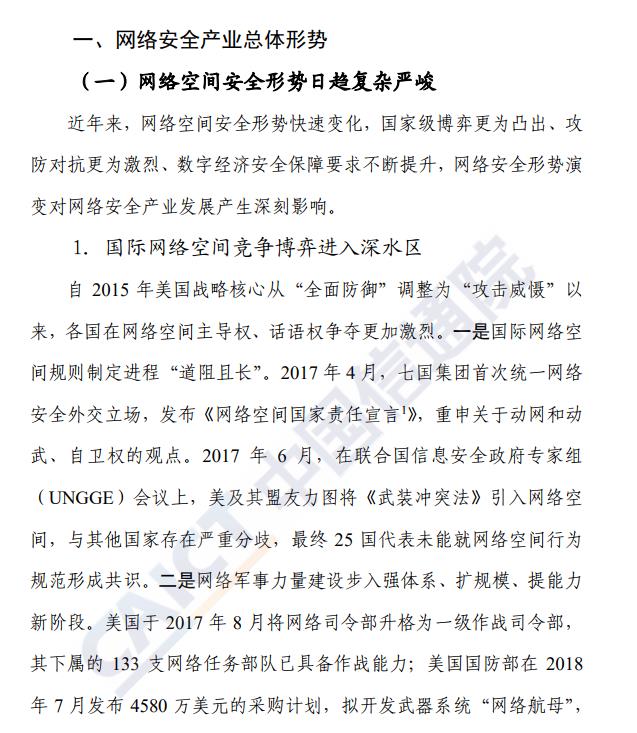 一、网络安全产业总体形势
（一）网络空间安全形势日趋复杂严峻
近年来，网络空间安全形势快速变化，国家级博弈更为凸出、攻
防对抗更为激烈、数字经济安全保障要求不断提升，网络安全形势演
变对网络安全产业发展产生深刻影响。
1. 国际网络空间竞争博弈进入深水区
自 2015 年美国战略核心从“全面防御”调整为“攻击威慑”以
来，各国在网络空间主导权、话语权争夺更加激烈。一是国际网络空
间规则制定进程“道阻且长”。2017 年 4 月，七国集团首次统一网络
安全外交立场，发布《网络空间国家责任宣言¹》，重申关于动网和动
武、自卫权的观点。2017 年 6 月，在联合国信息安全政府专家组
（UNGGE）会议上，美及其盟友力图将《武装冲突法》引入网络空
间，与其他国家存在严重分歧，最终 25 国代表未能就网络空间行为
规范形成共识。二是网络军事力量建设步入强体系、扩规模、提能力
新阶段。美国于 2017 年 8 月将网络司令部升格为一级作战司令部，
其下属的 133 支网络任务部队已具备作战能力；美国国防部在 2018
年 7 月发布 4580 万美元的采购计划，拟开发武器系统“网络航母”，
CAICT 中国信通院